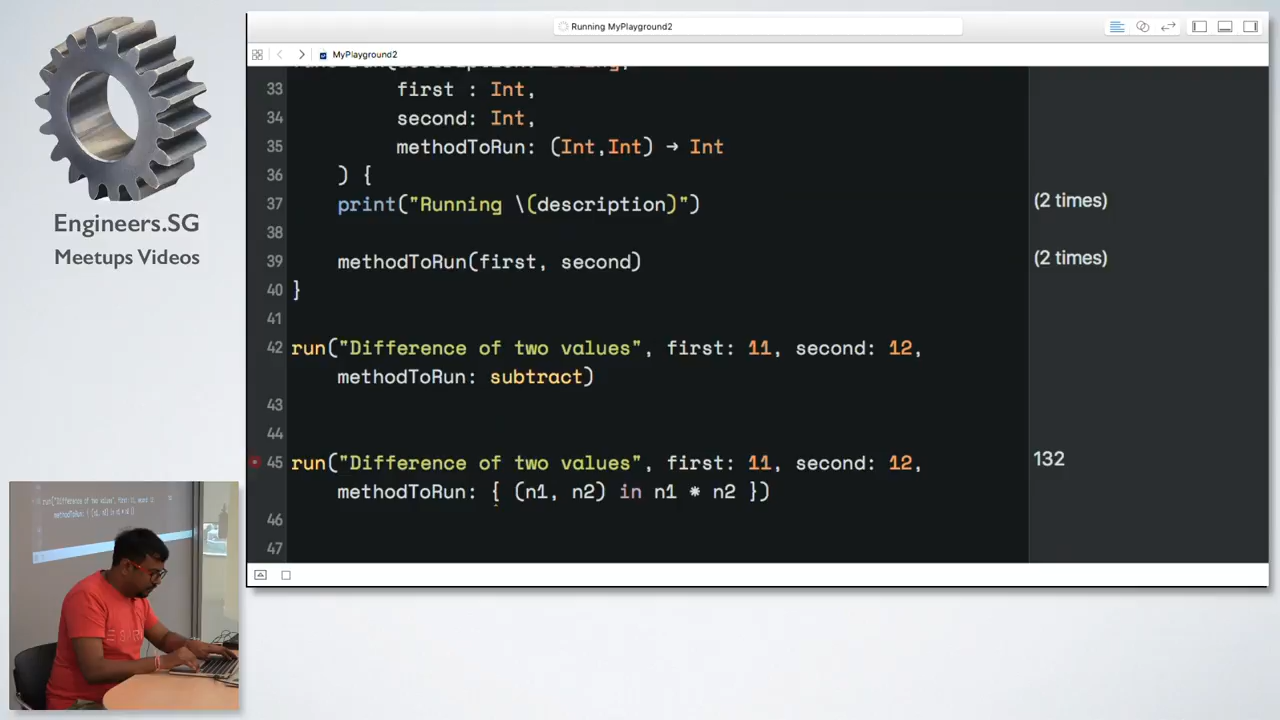 Running MyPlayground2
MyPlayground2
33 first : Int,
34 second: Int,
35 methodToRun: (Int,Int) → Int
36 ) {
37 print("Running \(description)") (2 times)
38
39 methodToRun(first, second) (2 times)
40 }
41
42 run("Difference of two values", first: 11, second: 12,
methodToRun: subtract)
43
44
45 run("Difference of two values", first: 11, second: 12, 132
methodToRun: { (n1, n2) in n1 * n2 })
46
47
Engineers.SG
Meetups Videos